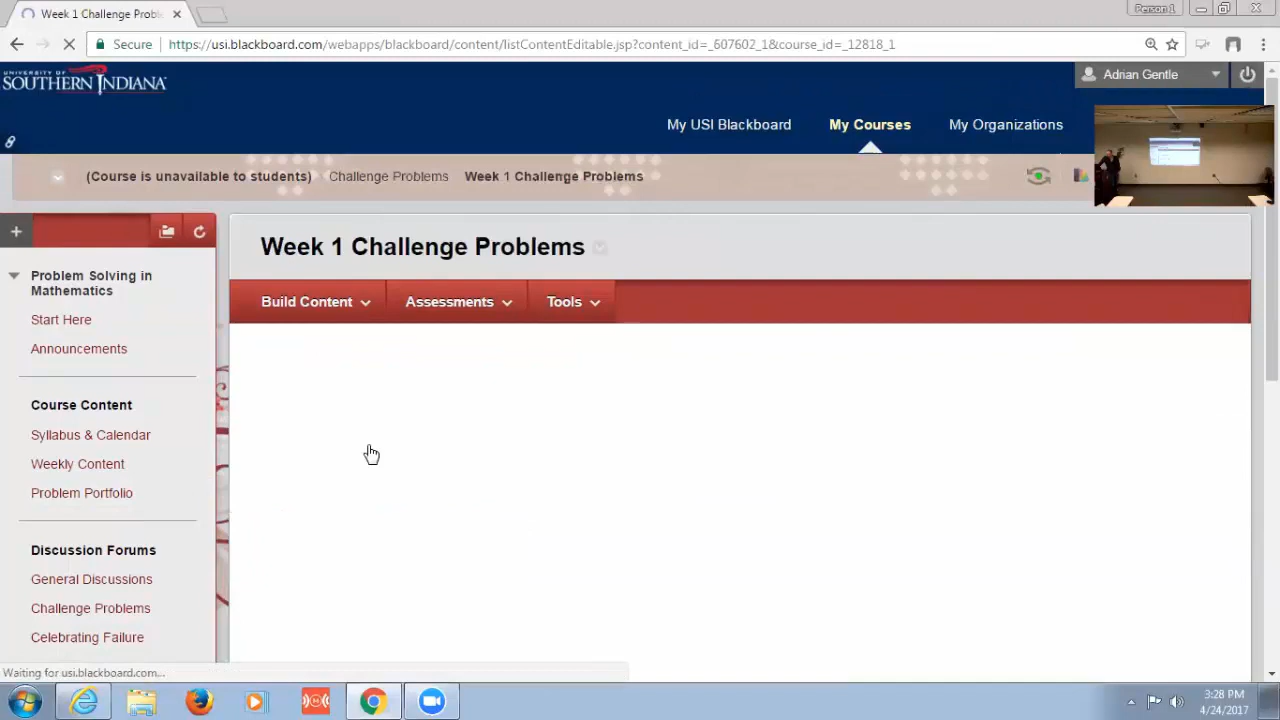 Week 1 Challenge Probl
Person 1
Secure
https://usi.blackboard.com/webapps/blackboard/content/listContentEditable.jsp?content_id=_607602_1&course_id=_12818_1
UNIVERSITY OF
SOUTHERN INDIANA
Adrian Gentle
My USI Blackboard
My Courses
My Organizations
(Course is unavailable to students)
Challenge Problems
Week 1 Challenge Problems
Week 1 Challenge Problems
Build Content
Assessments
Tools
Problem Solving in
Mathematics
Start Here
Announcements
Course Content
Syllabus & Calendar
Weekly Content
Problem Portfolio
Discussion Forums
General Discussions
Challenge Problems
Celebrating Failure
Waiting for usi.blackboard.com...
3:28 PM
4/24/2017